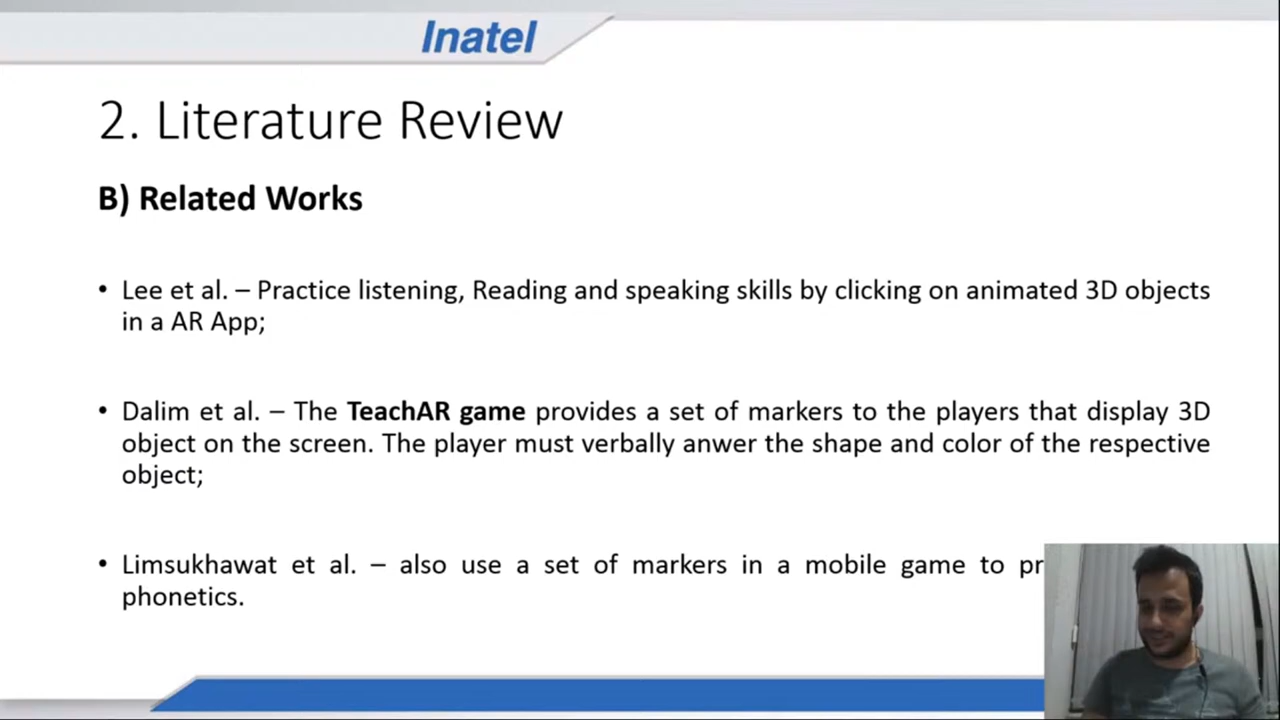 Inatel
2. Literature Review
B) Related Works
• Lee et al. – Practice listening, Reading and speaking skills by clicking on animated 3D objects
in a AR App;
• Dalim et al. – The TeachAR game provides a set of markers to the players that display 3D
object on the screen. The player must verbally anwer the shape and color of the respective
object;
• Limsukhawat et al. – also use a set of markers in a mobile game to
phonetics.